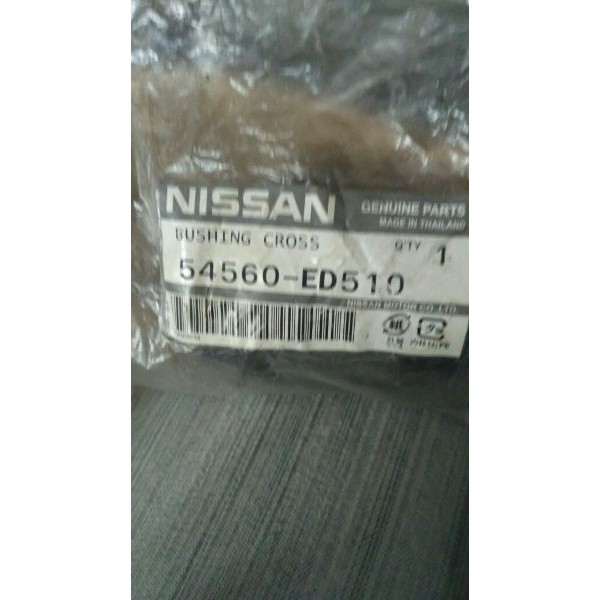 NISSAN GENUINE PARTS
MADE IN THAILAND
BUSHING CROSS Q'TY 1
54560-ED510
NISSAN MOTOR CO.,LTD.